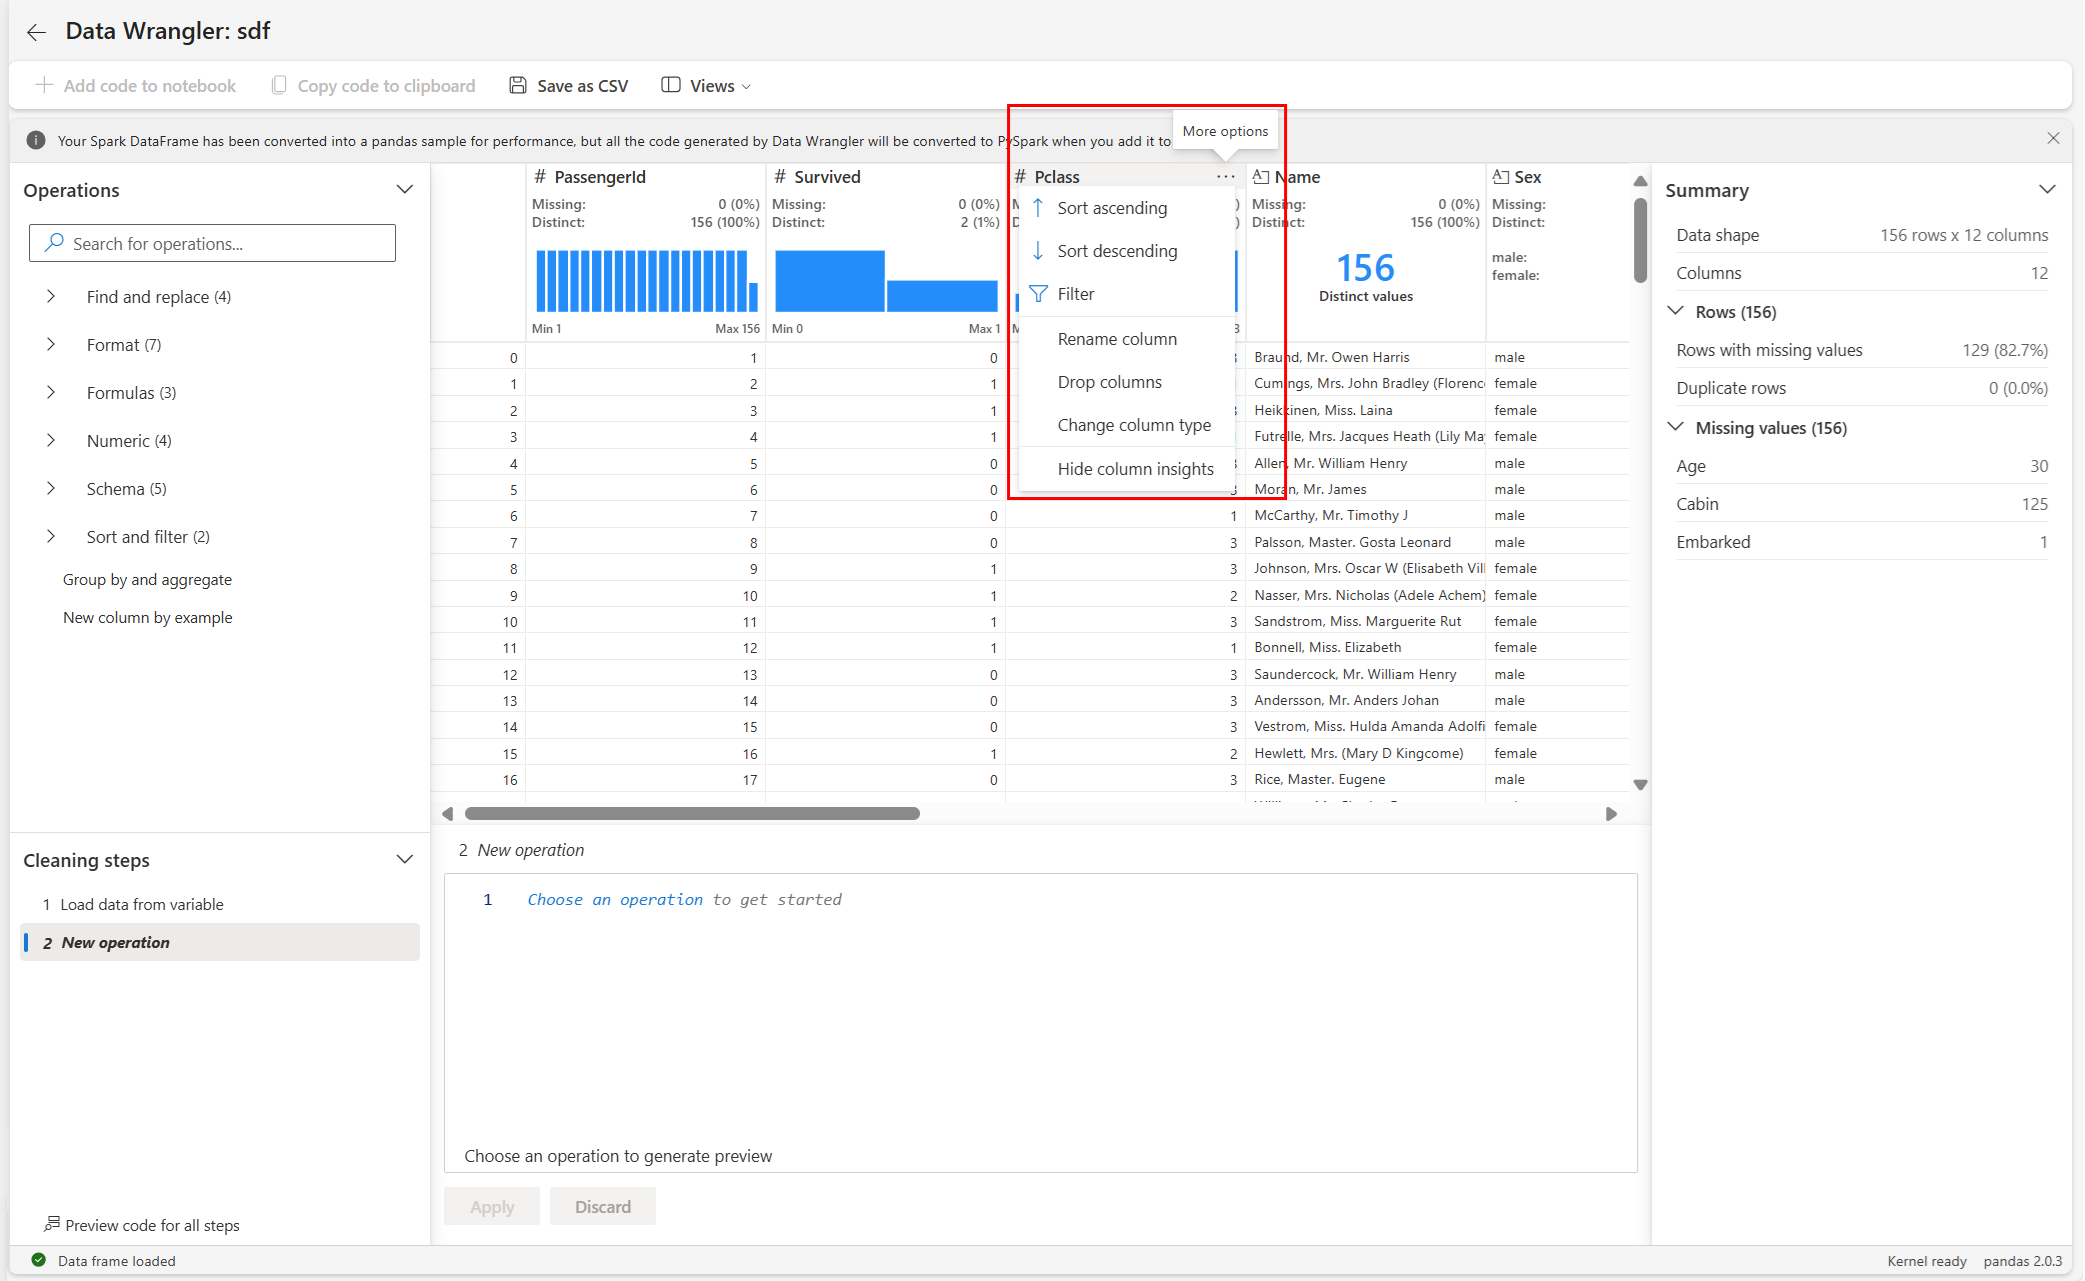 Data Wrangler: sdf
Add code to notebook
Copy code to clipboard
Save as CSV
Views
Your Spark DataFrame has been converted into a pandas sample for performance, but all the code generated by Data Wrangler will be converted to PySpark when you add it to
More options
Operations
Search for operations...
Find and replace (4)
Format (7)
Formulas (3)
Numeric (4)
Schema (5)
Sort and filter (2)
Group by and aggregate
New column by example
# PassengerId
Missing: 0 (0%)
Distinct: 156 (100%)
Min 1 Max 156
# Survived
Missing: 0 (0%)
Distinct: 2 (1%)
Min 0 Max 1
# Pclass ...
Sort ascending
Sort descending
Filter
Rename column
Drop columns
Change column type
Hide column insights
Name
Missing: 0 (0%)
Distinct: 156 (100%)
156
Distinct values
Sex
Missing:
Distinct:
male:
female:
0 1 0 3 Braund, Mr. Owen Harris male
1 2 1 Cumings, Mrs. John Bradley (Florenc female
2 3 1 3 Heikkinen, Miss. Laina female
3 4 1 Futrelle, Mrs. Jacques Heath (Lily Ma female
4 5 0 3 Allen, Mr. William Henry male
5 6 0 3 Moran, Mr. James male
6 7 0 1 McCarthy, Mr. Timothy J male
7 8 0 3 Palsson, Master. Gosta Leonard male
8 9 1 3 Johnson, Mrs. Oscar W (Elisabeth Vil female
9 10 1 2 Nasser, Mrs. Nicholas (Adele Achem) female
10 11 1 3 Sandstrom, Miss. Marguerite Rut female
11 12 1 1 Bonnell, Miss. Elizabeth female
12 13 0 3 Saundercock, Mr. William Henry male
13 14 0 3 Andersson, Mr. Anders Johan male
14 15 0 3 Vestrom, Miss. Hulda Amanda Adolfi female
15 16 1 2 Hewlett, Mrs. (Mary D Kingcome) female
16 17 0 3 Rice, Master. Eugene male
Summary
Data shape 156 rows x 12 columns
Columns 12
Rows (156)
Rows with missing values 129 (82.7%)
Duplicate rows 0 (0.0%)
Missing values (156)
Age 30
Cabin 125
Embarked 1
Cleaning steps
1 Load data from variable
2 New operation
Preview code for all steps
2 New operation
1 Choose an operation to get started
Choose an operation to generate preview
Apply
Discard
Data frame loaded
Kernel ready
pandas 2.0.3